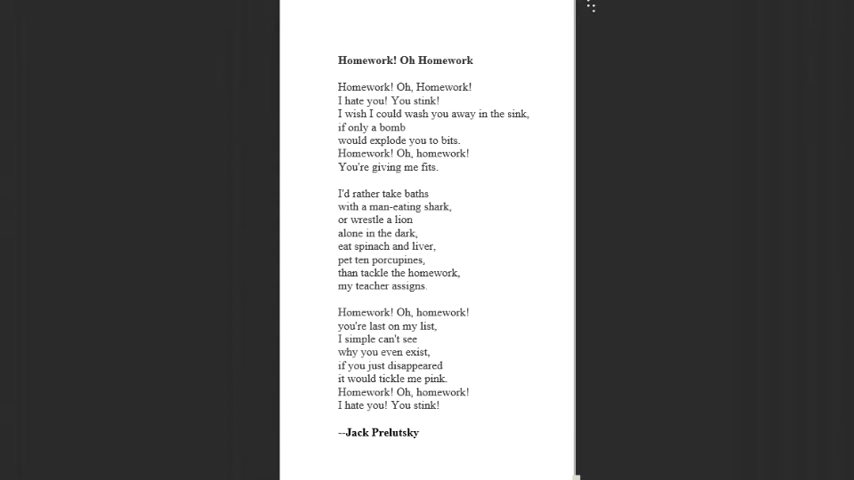 Homework! Oh Homework
Homework! Oh, Homework!
I hate you! You stink!
I wish I could wash you away in the sink,
if only a bomb
would explode you to bits.
Homework! Oh, homework!
You're giving me fits.
I'd rather take baths
with a man-eating shark,
or wrestle a lion
alone in the dark,
eat spinach and liver,
pet ten porcupines,
than tackle the homework,
my teacher assigns.
Homework! Oh, homework!
you're last on my list,
I simple can't see
why you even exist,
if you just disappeared
it would tickle me pink.
Homework! Oh, homework!
I hate you! You stink!
--Jack Prelutsky